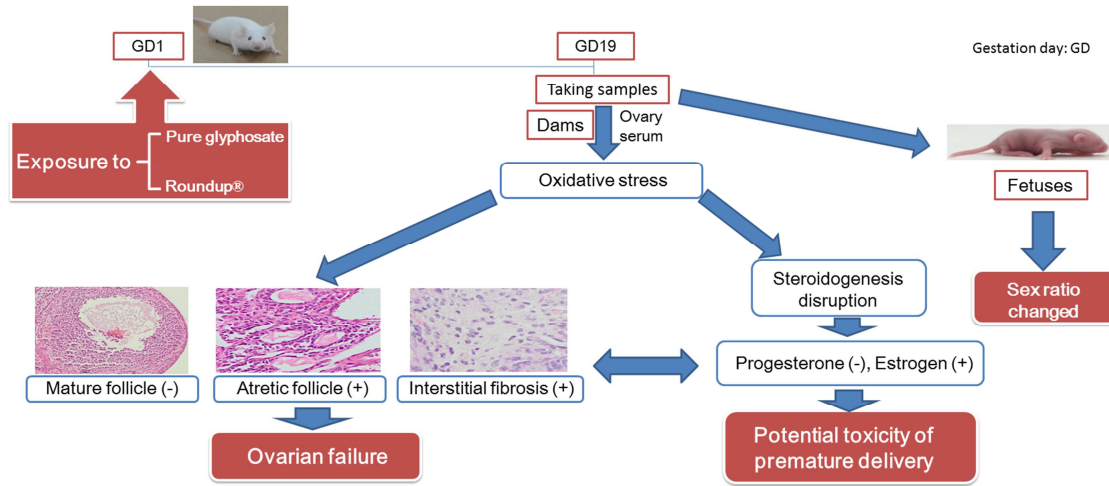 GD1
GD19
Gestation day: GD
Taking samples
Exposure to
Pure glyphosate
Roundup®
Dams
Ovary
serum
Oxidative stress
Fetuses
Steroidogenesis
disruption
Sex ratio
changed
Mature follicle (-)
Atretic follicle (+)
Interstitial fibrosis (+)
Progesterone (-), Estrogen (+)
Ovarian failure
Potential toxicity of
premature delivery